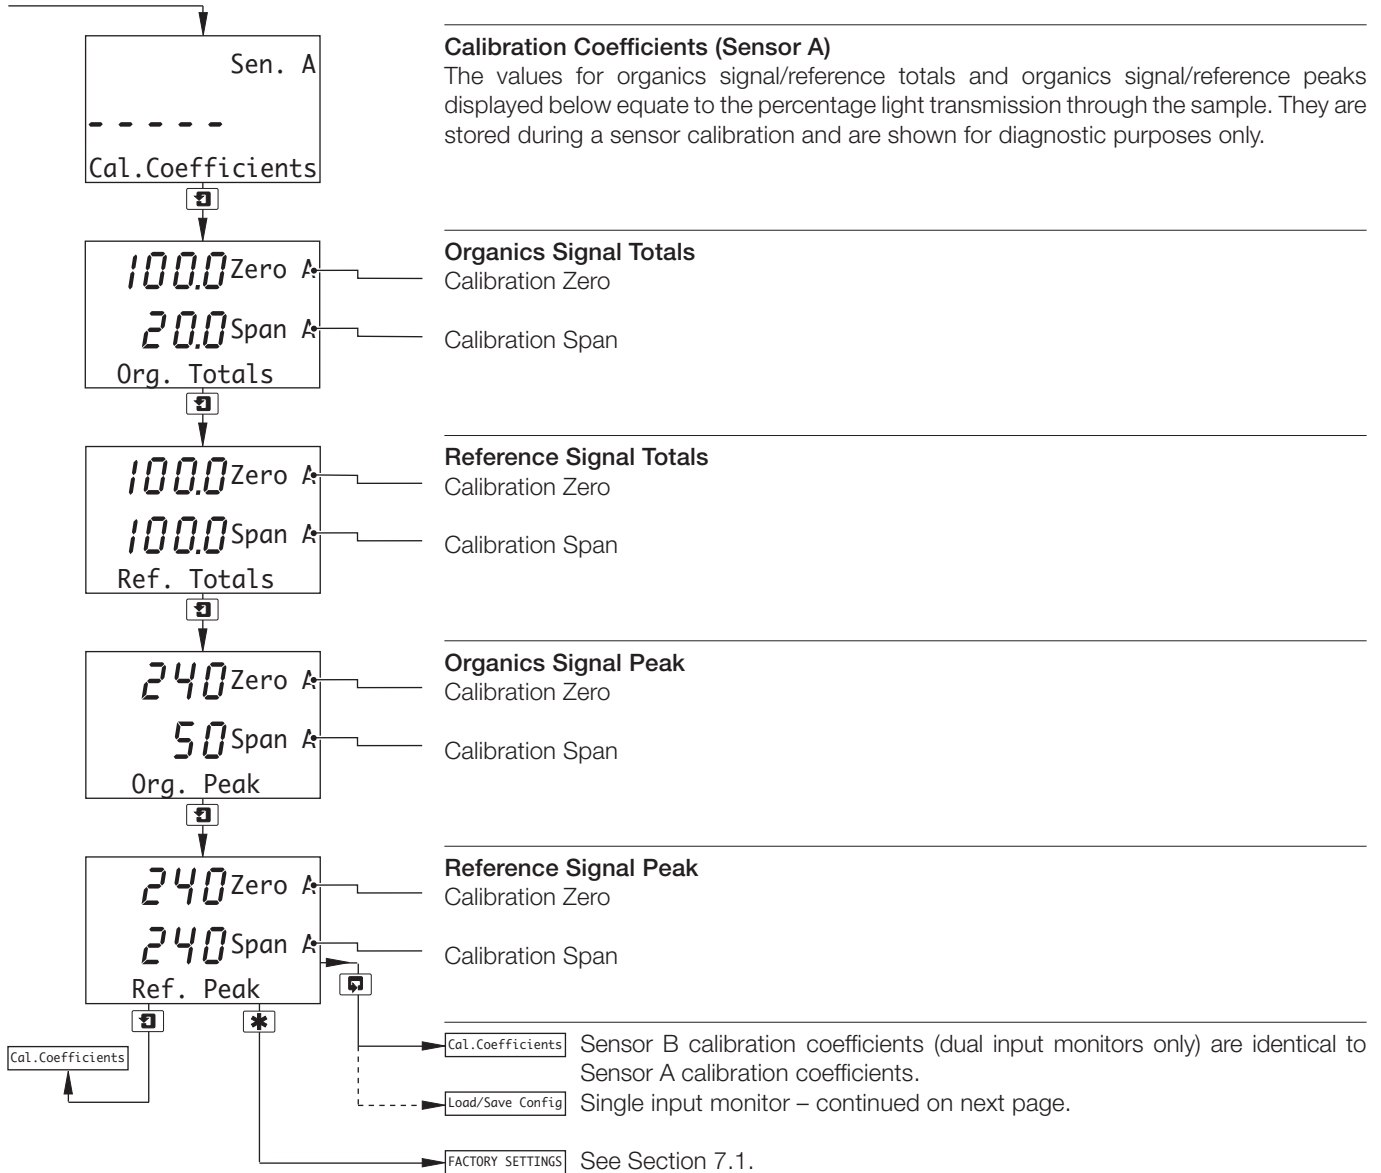 Sen. A
- - - - -
Cal.Coefficients
Calibration Coefficients (Sensor A)
The values for organics signal/reference totals and organics signal/reference peaks
displayed below equate to the percentage light transmission through the sample. They are
stored during a sensor calibration and are shown for diagnostic purposes only.
100.0 Zero A
20.0 Span A
Org. Totals
Organics Signal Totals
Calibration Zero
Calibration Span
100.0 Zero A
100.0 Span A
Ref. Totals
Reference Signal Totals
Calibration Zero
Calibration Span
240 Zero A
50 Span A
Org. Peak
Organics Signal Peak
Calibration Zero
Calibration Span
240 Zero A
240 Span A
Ref. Peak
Reference Signal Peak
Calibration Zero
Calibration Span
Cal.Coefficients
Cal.Coefficients Sensor B calibration coefficients (dual input monitors only) are identical to
Sensor A calibration coefficients.
Load/Save Config Single input monitor – continued on next page.
FACTORY SETTINGS See Section 7.1.